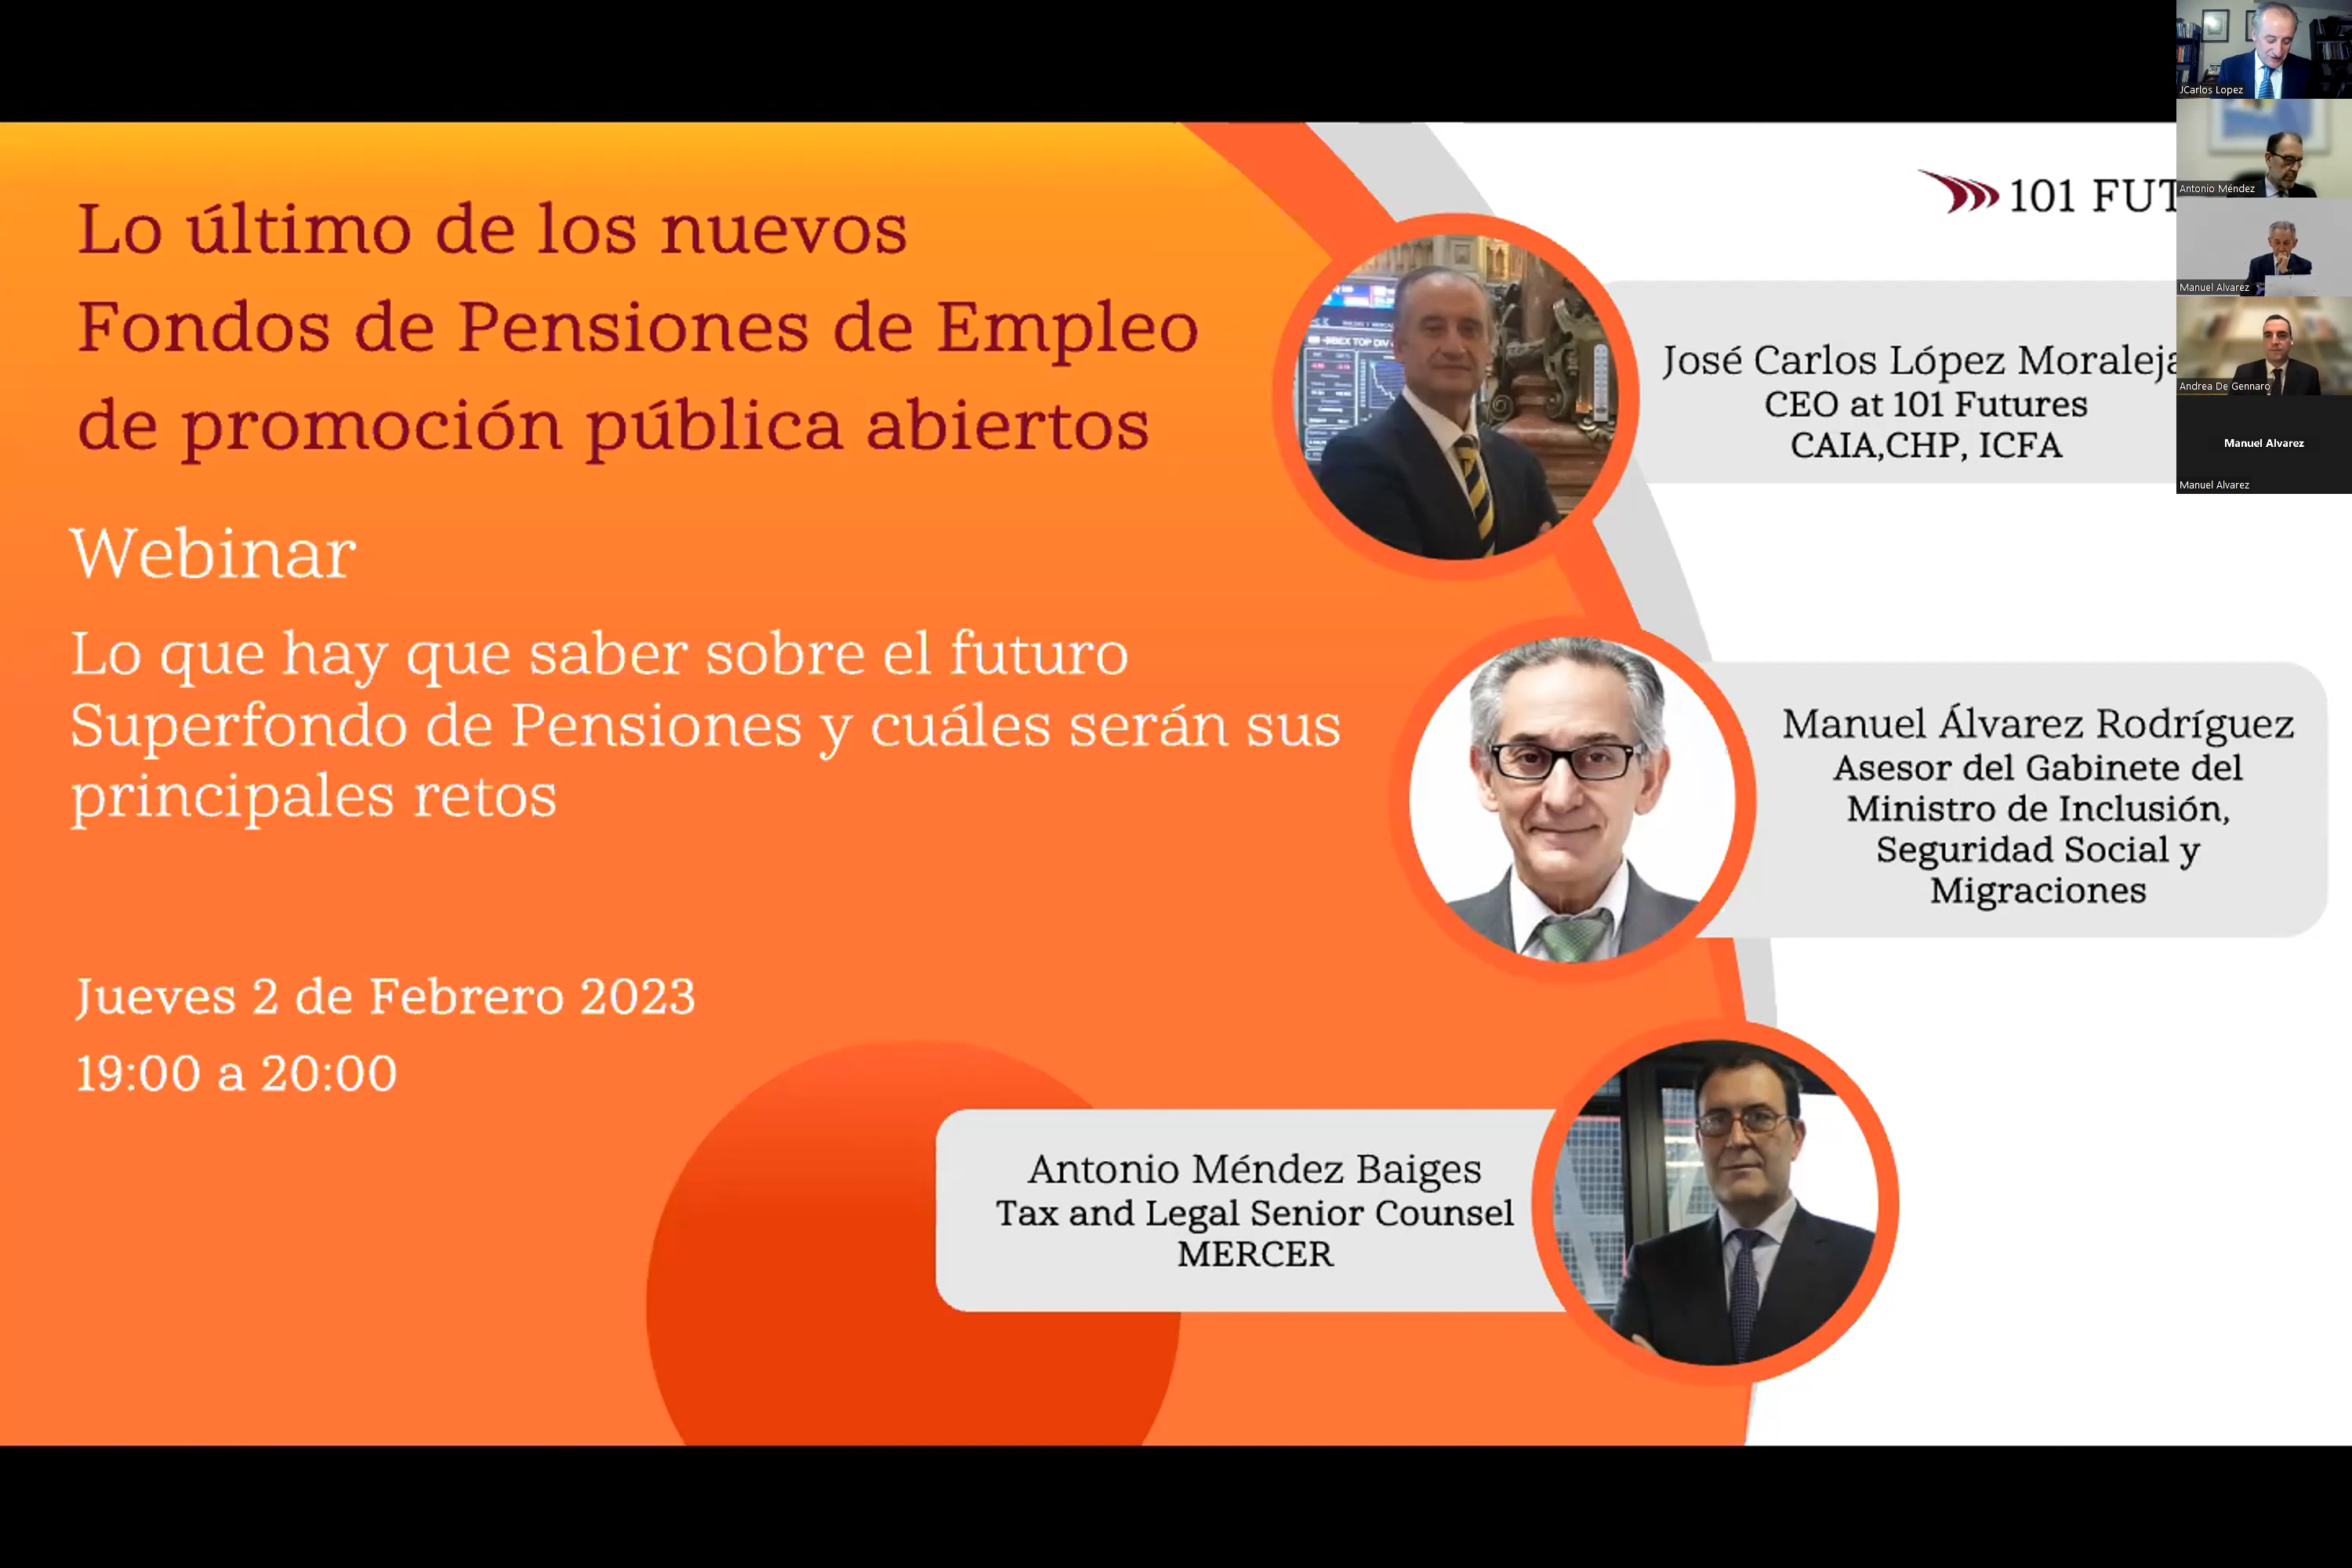 Lo último de los nuevos
Fondos de Pensiones de Empleo
de promoción pública abiertos
Webinar
Lo que hay que saber sobre el futuro
Superfondo de Pensiones y cuáles serán sus
principales retos
Jueves 2 de Febrero 2023
19:00 a 20:00
101 FUT
José Carlos López Moraleja
CEO at 101 Futures
CAIA,CHP, ICFA
Manuel Álvarez Rodríguez
Asesor del Gabinete del
Ministro de Inclusión,
Seguridad Social y
Migraciones
Antonio Méndez Baiges
Tax and Legal Senior Counsel
MERCER
JCarlos Lopez
Antonio Méndez
Manuel Alvarez
Andrea De Gennaro
Manuel Alvarez
Manuel Alvarez